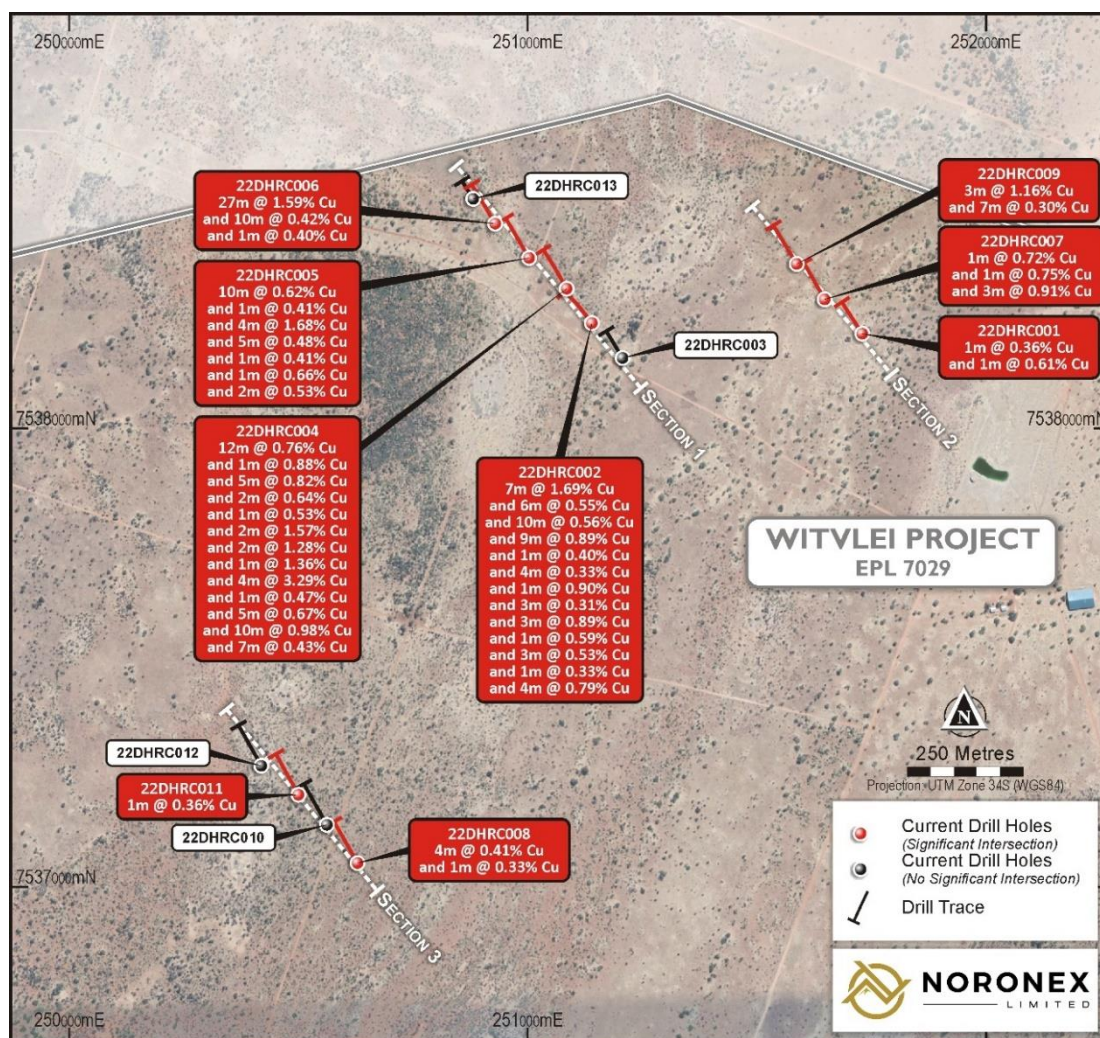 250000mE
251000mE
252000mE
22DHRC006
27m @ 1.59% Cu
and 10m @ 0.42% Cu
and 1m @ 0.40% Cu
22DHRC013
22DHRC009
3m @ 1.16% Cu
and 7m @ 0.30% Cu
22DHRC007
1m @ 0.72% Cu
and 1m @ 0.75% Cu
and 3m @ 0.91% Cu
22DHRC005
10m @ 0.62% Cu
and 1m @ 0.41% Cu
and 4m @ 1.68% Cu
and 5m @ 0.48% Cu
and 1m @ 0.41% Cu
and 1m @ 0.66% Cu
and 2m @ 0.53% Cu
22DHRC003
22DHRC001
1m @ 0.36% Cu
and 1m @ 0.61% Cu
7538000mN
7538000mN
SECTION 1
SECTION 2
22DHRC004
12m @ 0.76% Cu
and 1m @ 0.88% Cu
and 5m @ 0.82% Cu
and 2m @ 0.64% Cu
and 1m @ 0.53% Cu
and 2m @ 1.57% Cu
and 2m @ 1.28% Cu
and 1m @ 1.36% Cu
and 4m @ 3.29% Cu
and 1m @ 0.47% Cu
and 5m @ 0.67% Cu
and 10m @ 0.98% Cu
and 7m @ 0.43% Cu
22DHRC002
7m @ 1.69% Cu
and 6m @ 0.55% Cu
and 10m @ 0.56% Cu
and 9m @ 0.89% Cu
and 1m @ 0.40% Cu
and 4m @ 0.33% Cu
and 1m @ 0.90% Cu
and 3m @ 0.31% Cu
and 3m @ 0.89% Cu
and 1m @ 0.59% Cu
and 3m @ 0.53% Cu
and 1m @ 0.33% Cu
and 4m @ 0.79% Cu
WITVLEI PROJECT
EPL 7029
22DHRC012
22DHRC011
1m @ 0.36% Cu
22DHRC010
22DHRC008
4m @ 0.41% Cu
and 1m @ 0.33% Cu
SECTION 3
7537000mN
N
250 Metres
Projection: UTM Zone 34S (WGS84)
Current Drill Holes
(Significant Intersection)
Current Drill Holes
(No Significant Intersection)
Drill Trace
NORONEX
LIMITED
250000mE
251000mE